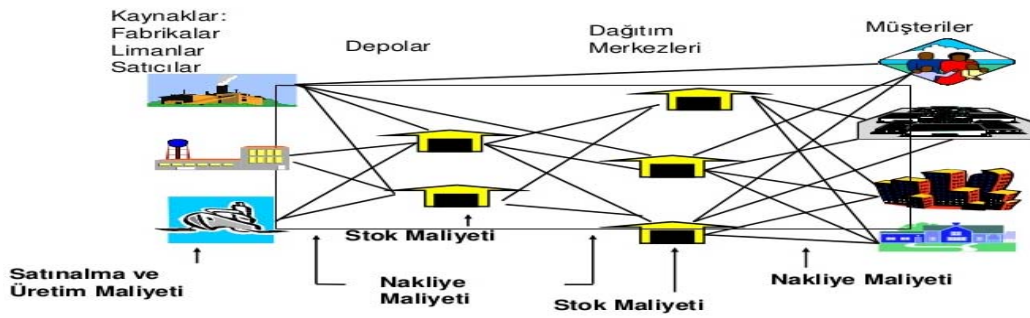 Kaynaklar:
Fabrikalar
Limanlar
Satıcılar
Depolar
Dağıtım
Merkezleri
Müşteriler
Stok Maliyeti
Satınalma ve
Üretim Maliyeti
Nakliye
Maliyeti
Stok Maliyeti
Nakliye Maliyeti